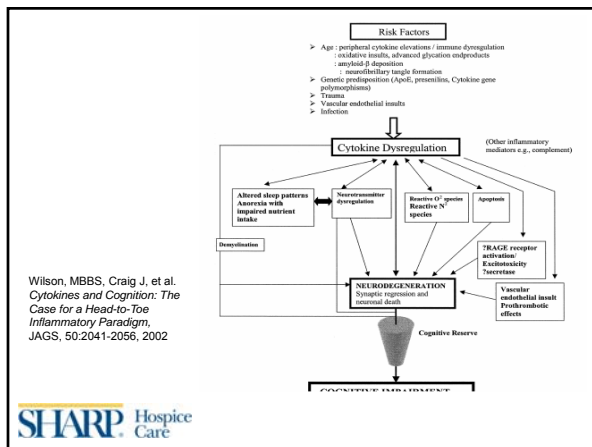 Risk Factors
➢ Age : peripheral cytokine elevations / immune dysregulation
: oxidative insults, advanced glycation endproducts
: amyloid-β deposition
: neurofibrillary tangle formation
➢ Genetic predisposition (ApoE, presenilins, Cytokine gene
polymorphisms)
➢ Trauma
➢ Vascular endothelial insults
➢ Infection
Cytokine Dysregulation
(Other inflammatory
mediators e.g., complement)
Altered sleep patterns
Anorexia with
impaired nutrient
intake
Neurotransmitter
dysregulation
Reactive O² species
Reactive N²
species
Apoptosis
Demyelination
?RAGE receptor
activation/
Excitotoxicity
?secretase
NEURODEGENERATION
Synaptic regression and
neuronal death
Vascular
endothelial insult
Prothrombotic
effects
Cognitive Reserve
COGNITIVE IMPAIRMENT
Wilson, MBBS, Craig J, et al.
Cytokines and Cognition: The
Case for a Head-to-Toe
Inflammatory Paradigm,
JAGS, 50:2041-2056, 2002
SHARP. Hospice
Care